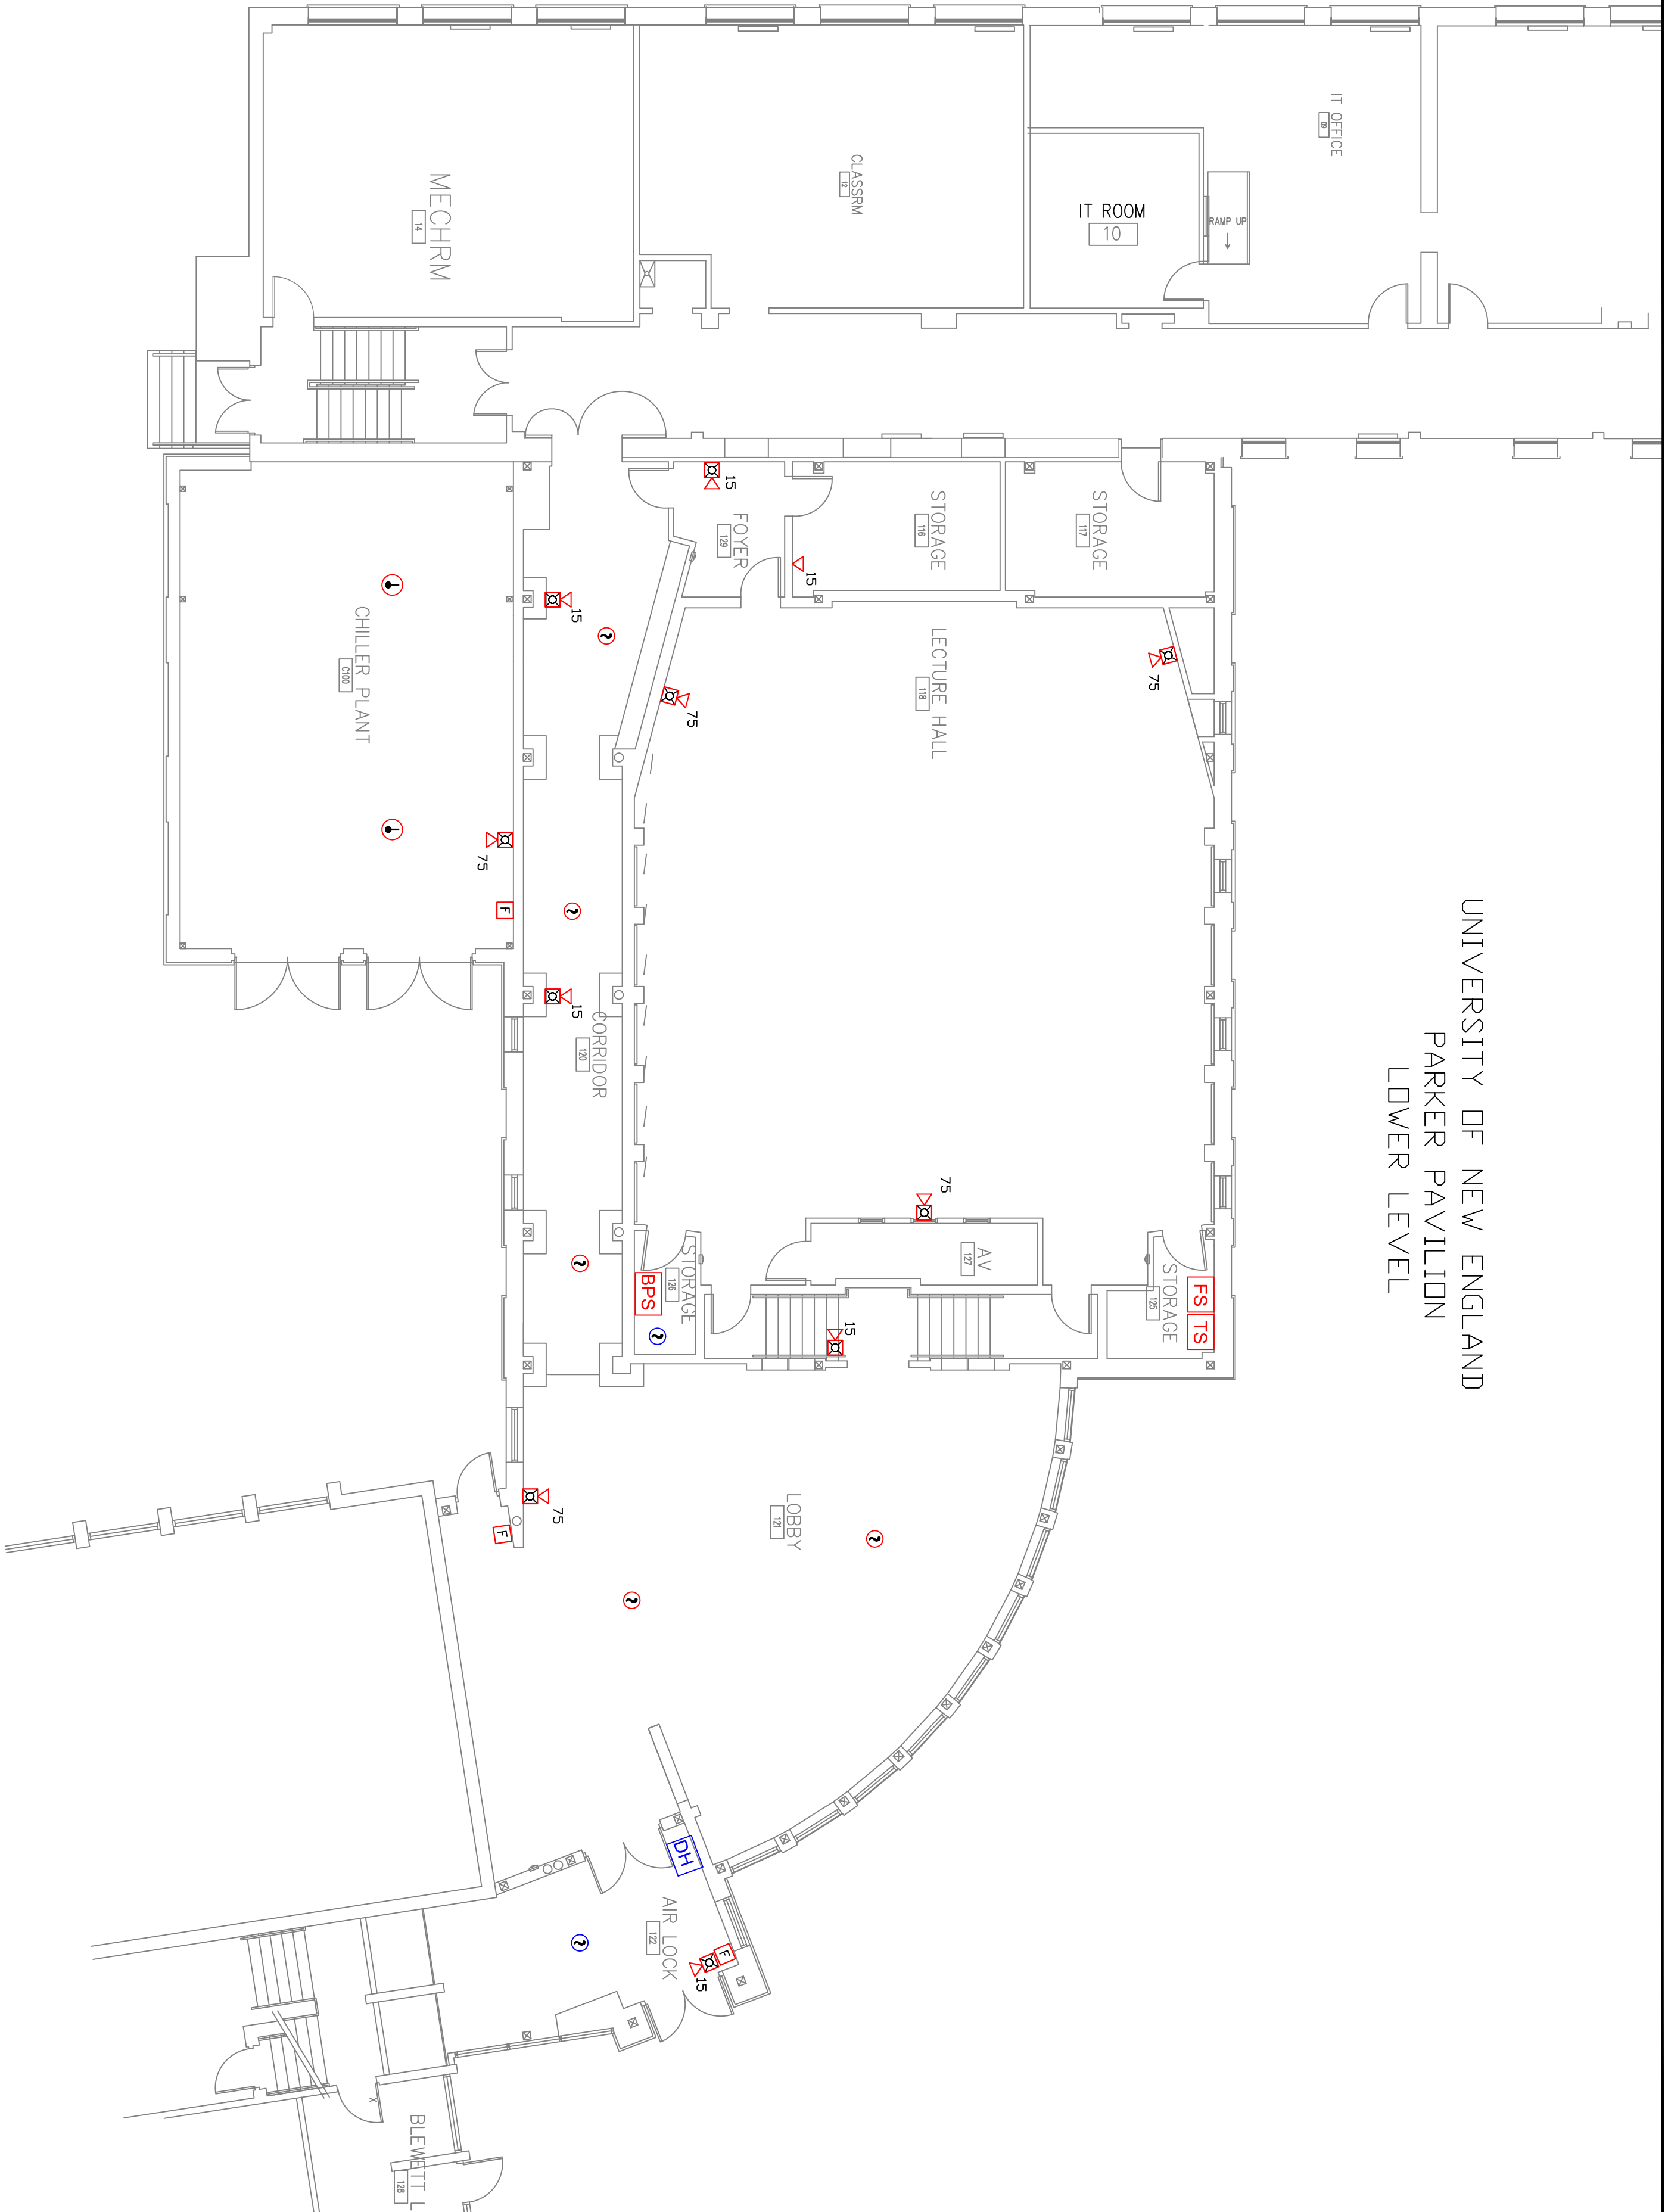 UNIVERSITY OF NEW ENGLAND
PARKER PAVILION
LOWER LEVEL
IT OFFICE
09
RAMP UP
IT ROOM
10
CLASSRM
12
MECHRM
14
STORAGE
117
STORAGE
116
FOYER
129
15
15
15
LECTURE HALL
118
75
75
75
CHILLER PLANT
C100
75
F
CORRIDOR
120
15
AV
127
STORAGE
125
FS
TS
STORAGE
126
BPS
15
LOBBY
121
75
F
DH
AIR LOCK
122
F
15
X
BLEWETT L
128